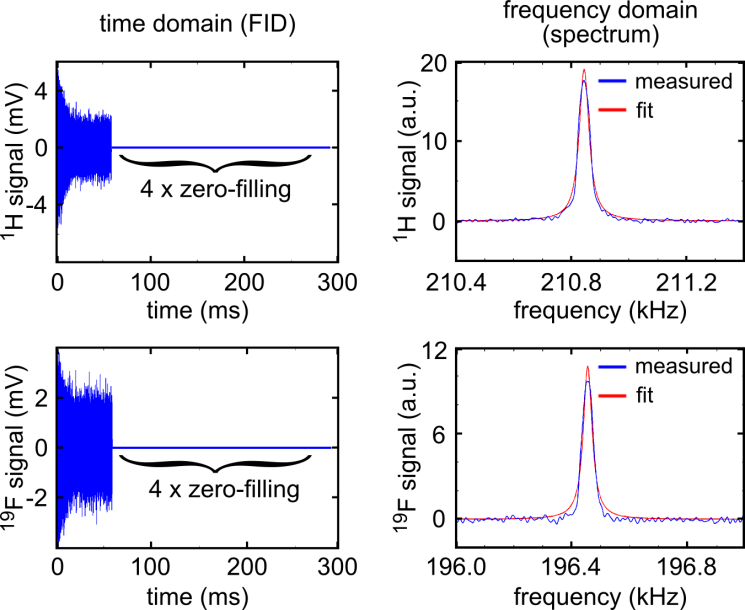 time domain (FID)
frequency domain
(spectrum)
¹H signal (mV)
4
0
-4
4 x zero-filling
0
100
200
300
time (ms)
¹H signal (a.u.)
20
10
0
measured
fit
210.4
210.8
211.2
frequency (kHz)
¹⁹F signal (mV)
2
0
-2
4 x zero-filling
0
100
200
300
time (ms)
¹⁹F signal (a.u.)
12
6
0
measured
fit
196.0
196.4
196.8
frequency (kHz)